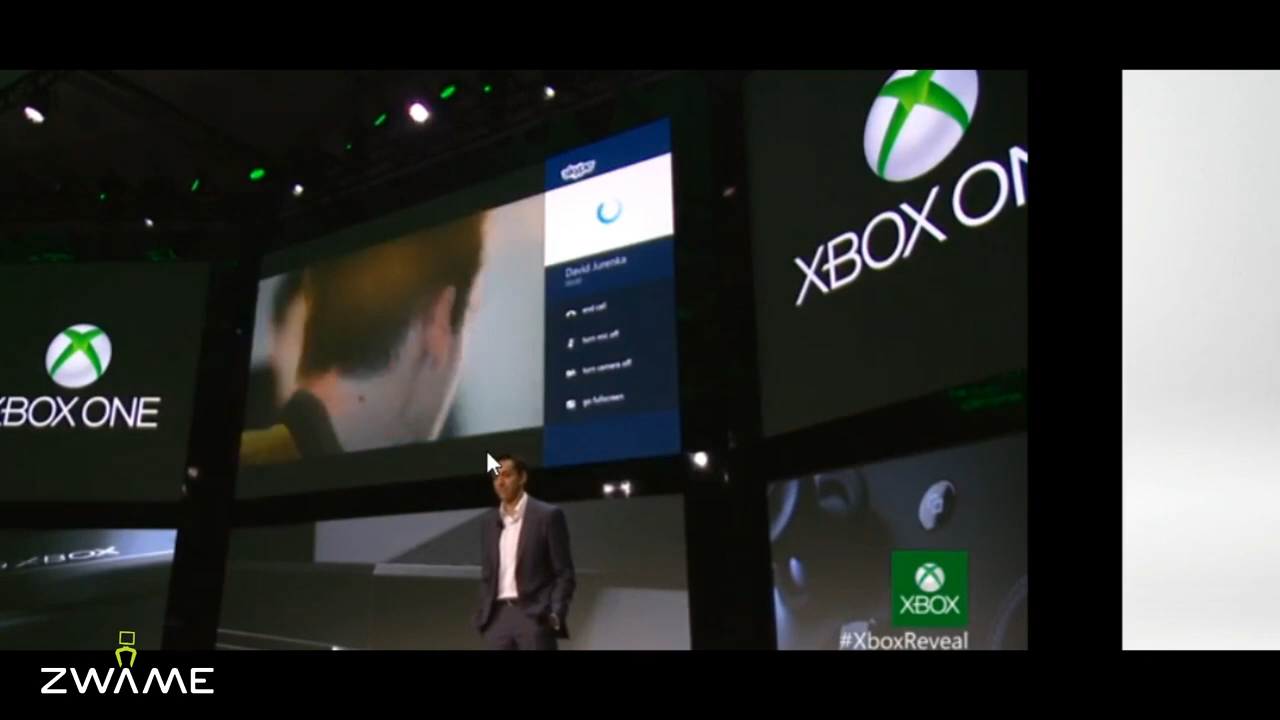 skype
XBOX ON
David Jurenka
end call
turn mic off
turn camera off
go fullscreen
XBOX ONE
XBOX
XBOX
#XboxReveal
ZWAME